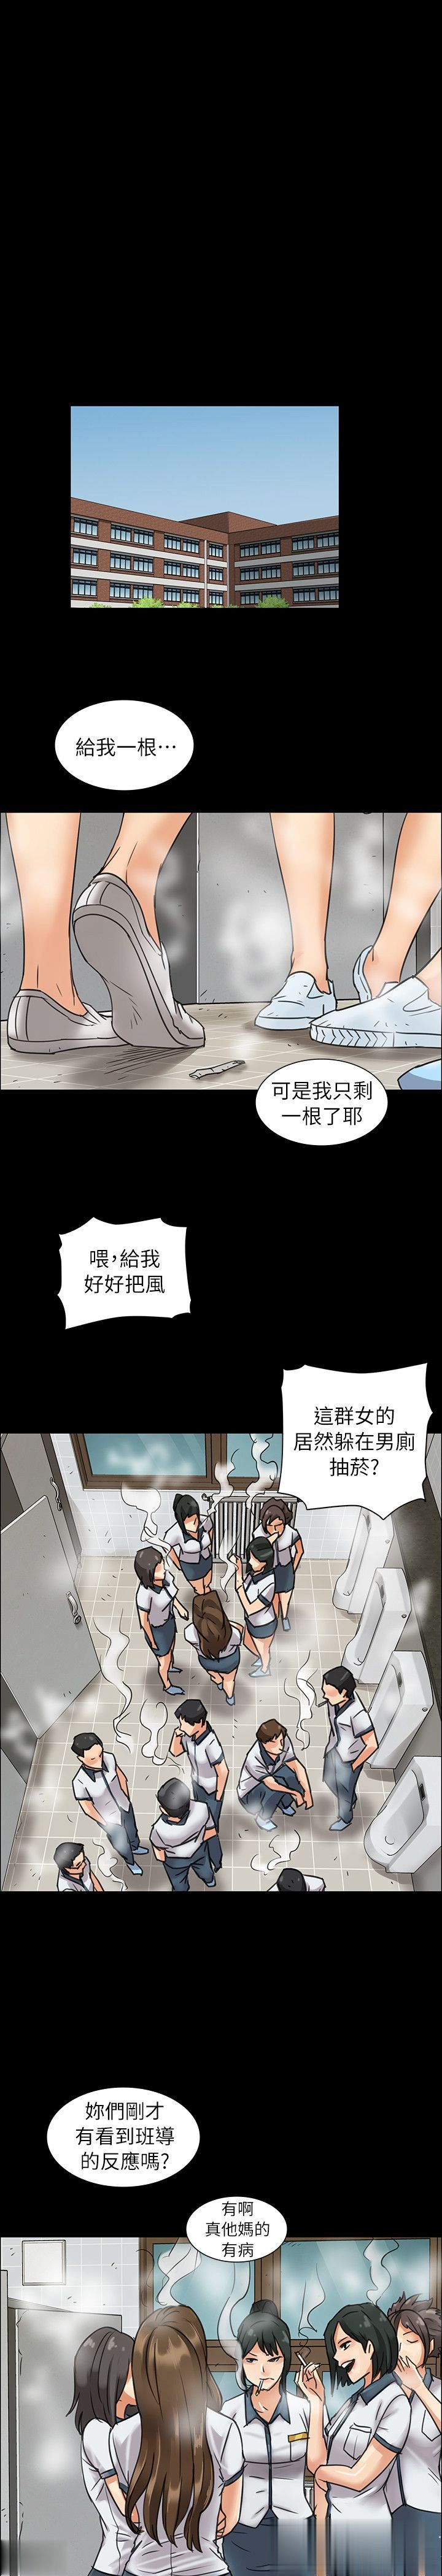 給我一根⋯
可是我只剩
一根了耶
喂,給我
好好把風
這群女的
居然躲在男廁
抽菸?
妳們剛才
有看到班導
的反應嗎?
有啊
真他媽的
有病